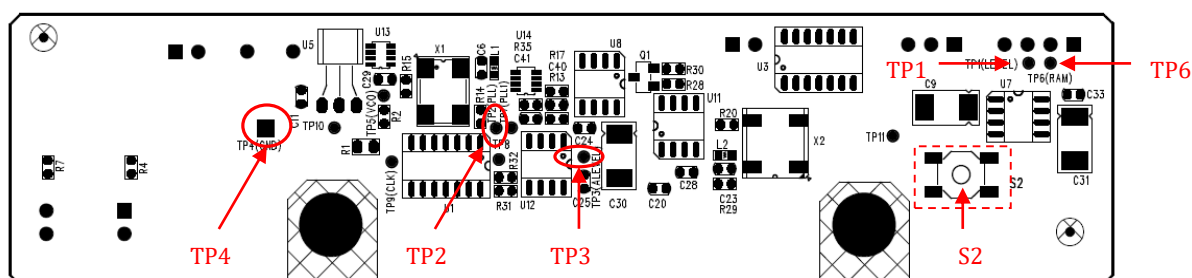 U13
U5
X1
C6
L1
U14
R35
C41
R17
C40
R13
U8
Q1
R30
R28
U3
TP1
TP6
TP6(RAM)
C29
R15
R14
TP2(PLL)
C11
TP10
TP5(VCO)
R2
TP4(GND)
R1
TP8
C24
U11
R20
X2
L2
TP11
C9
U7
C33
R7
R4
TP9(CLK)
U1
R32
R31
U12
C25
TP3(ALEVEL)
C30
C20
C28
C23
R29
S2
C31
TP4
TP2
TP3
S2